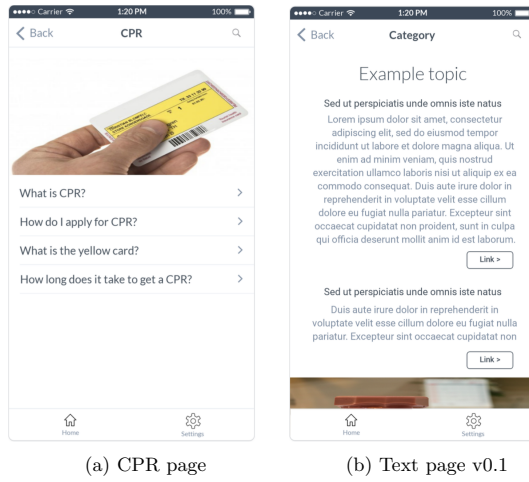 Carrier 1:20 PM 100%
Back CPR
What is CPR?
How do I apply for CPR?
What is the yellow card?
How long does it take to get a CPR?
Home Settings
(a) CPR page
Carrier 1:20 PM 100%
Back Category
Example topic
Sed ut perspiciatis unde omnis iste natus
Lorem ipsum dolor sit amet, consectetur
adipiscing elit, sed do eiusmod tempor
incididunt ut labore et dolore magna aliqua. Ut
enim ad minim veniam, quis nostrud
exercitation ullamco laboris nisi ut aliquip ex ea
commodo consequat. Duis aute irure dolor in
reprehenderit in voluptate velit esse cillum
dolore eu fugiat nulla pariatur. Excepteur sint
occaecat cupidatat non proident, sunt in culpa
qui officia deserunt mollit anim id est laborum.
Link >
Sed ut perspiciatis unde omnis iste natus
Duis aute irure dolor in reprehenderit in
voluptate velit esse cillum dolore eu fugiat nulla
pariatur. Excepteur sint occaecat cupidatat non
Link >
Home Settings
(b) Text page v0.1